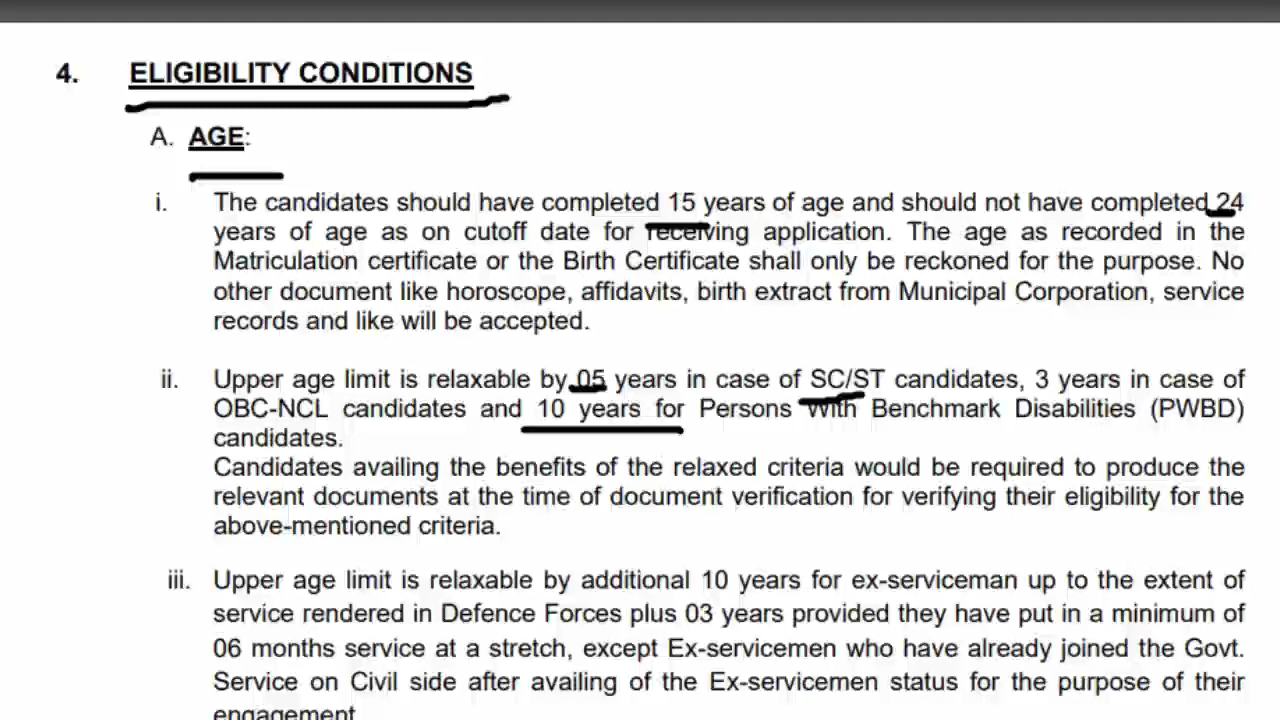 4. ELIGIBILITY CONDITIONS
A. AGE:
i. The candidates should have completed 15 years of age and should not have completed 24
years of age as on cutoff date for receiving application. The age as recorded in the
Matriculation certificate or the Birth Certificate shall only be reckoned for the purpose. No
other document like horoscope, affidavits, birth extract from Municipal Corporation, service
records and like will be accepted.
ii. Upper age limit is relaxable by 05 years in case of SC/ST candidates, 3 years in case of
OBC-NCL candidates and 10 years for Persons With Benchmark Disabilities (PWBD)
candidates.
Candidates availing the benefits of the relaxed criteria would be required to produce the
relevant documents at the time of document verification for verifying their eligibility for the
above-mentioned criteria.
iii. Upper age limit is relaxable by additional 10 years for ex-serviceman up to the extent of
service rendered in Defence Forces plus 03 years provided they have put in a minimum of
06 months service at a stretch, except Ex-servicemen who have already joined the Govt.
Service on Civil side after availing of the Ex-servicemen status for the purpose of their
engagement